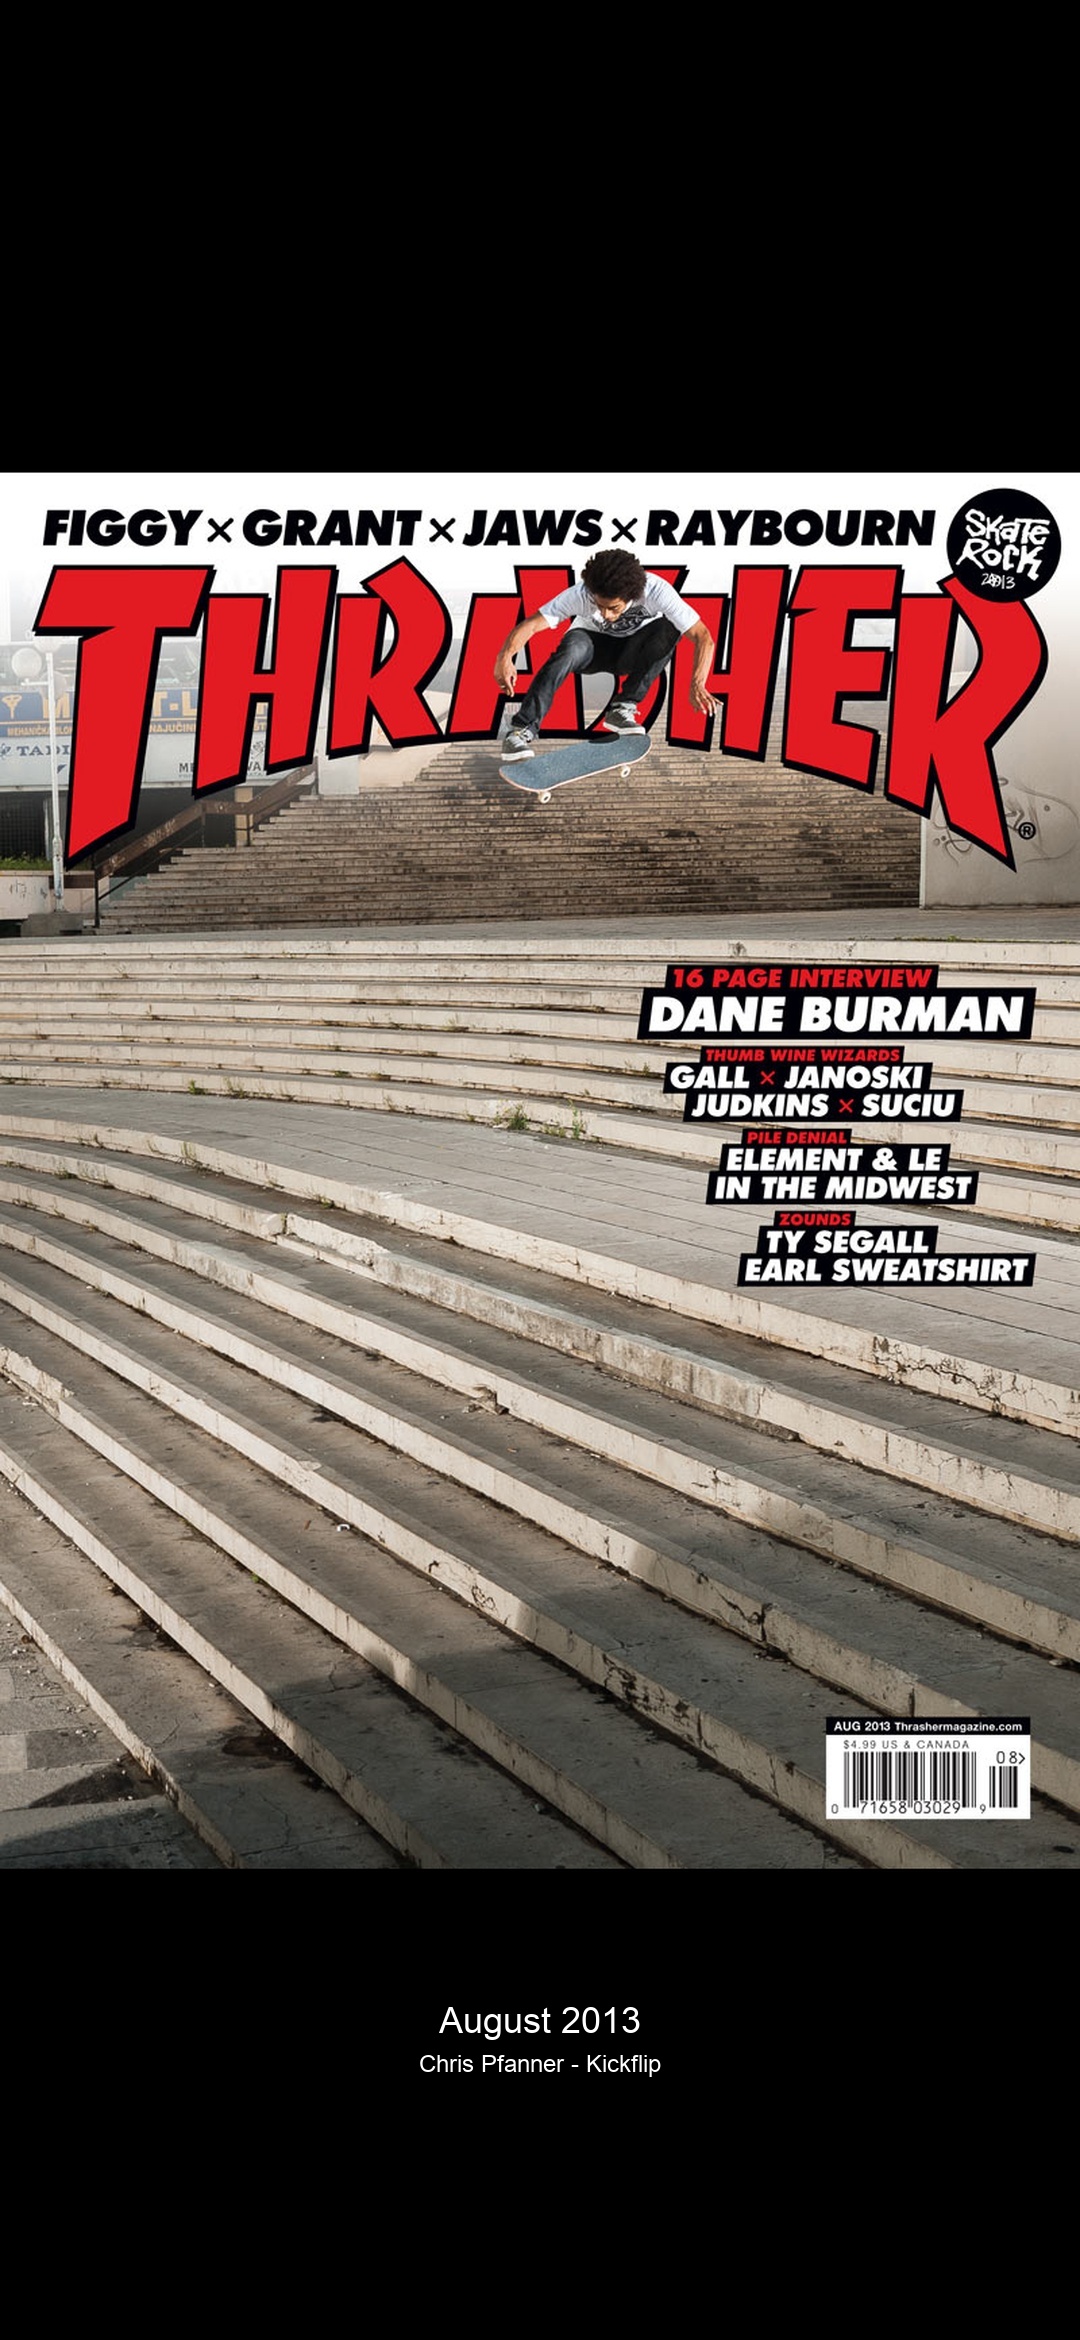 FIGGY × GRANT × JAWS × RAYBOURN
SKATE
ROCK
2013
THRASHER
®
TADI
16 PAGE INTERVIEW
DANE BURMAN
THUMB WINE WIZARDS
GALL × JANOSKI
JUDKINS × SUCIU
PILE DENIAL
ELEMENT & LE
IN THE MIDWEST
ZOUNDS
TY SEGALL
EARL SWEATSHIRT
AUG 2013 Thrashermagazine.com
$4.99 US & CANADA
08>
0 71658 03029 9
August 2013
Chris Pfanner - Kickflip